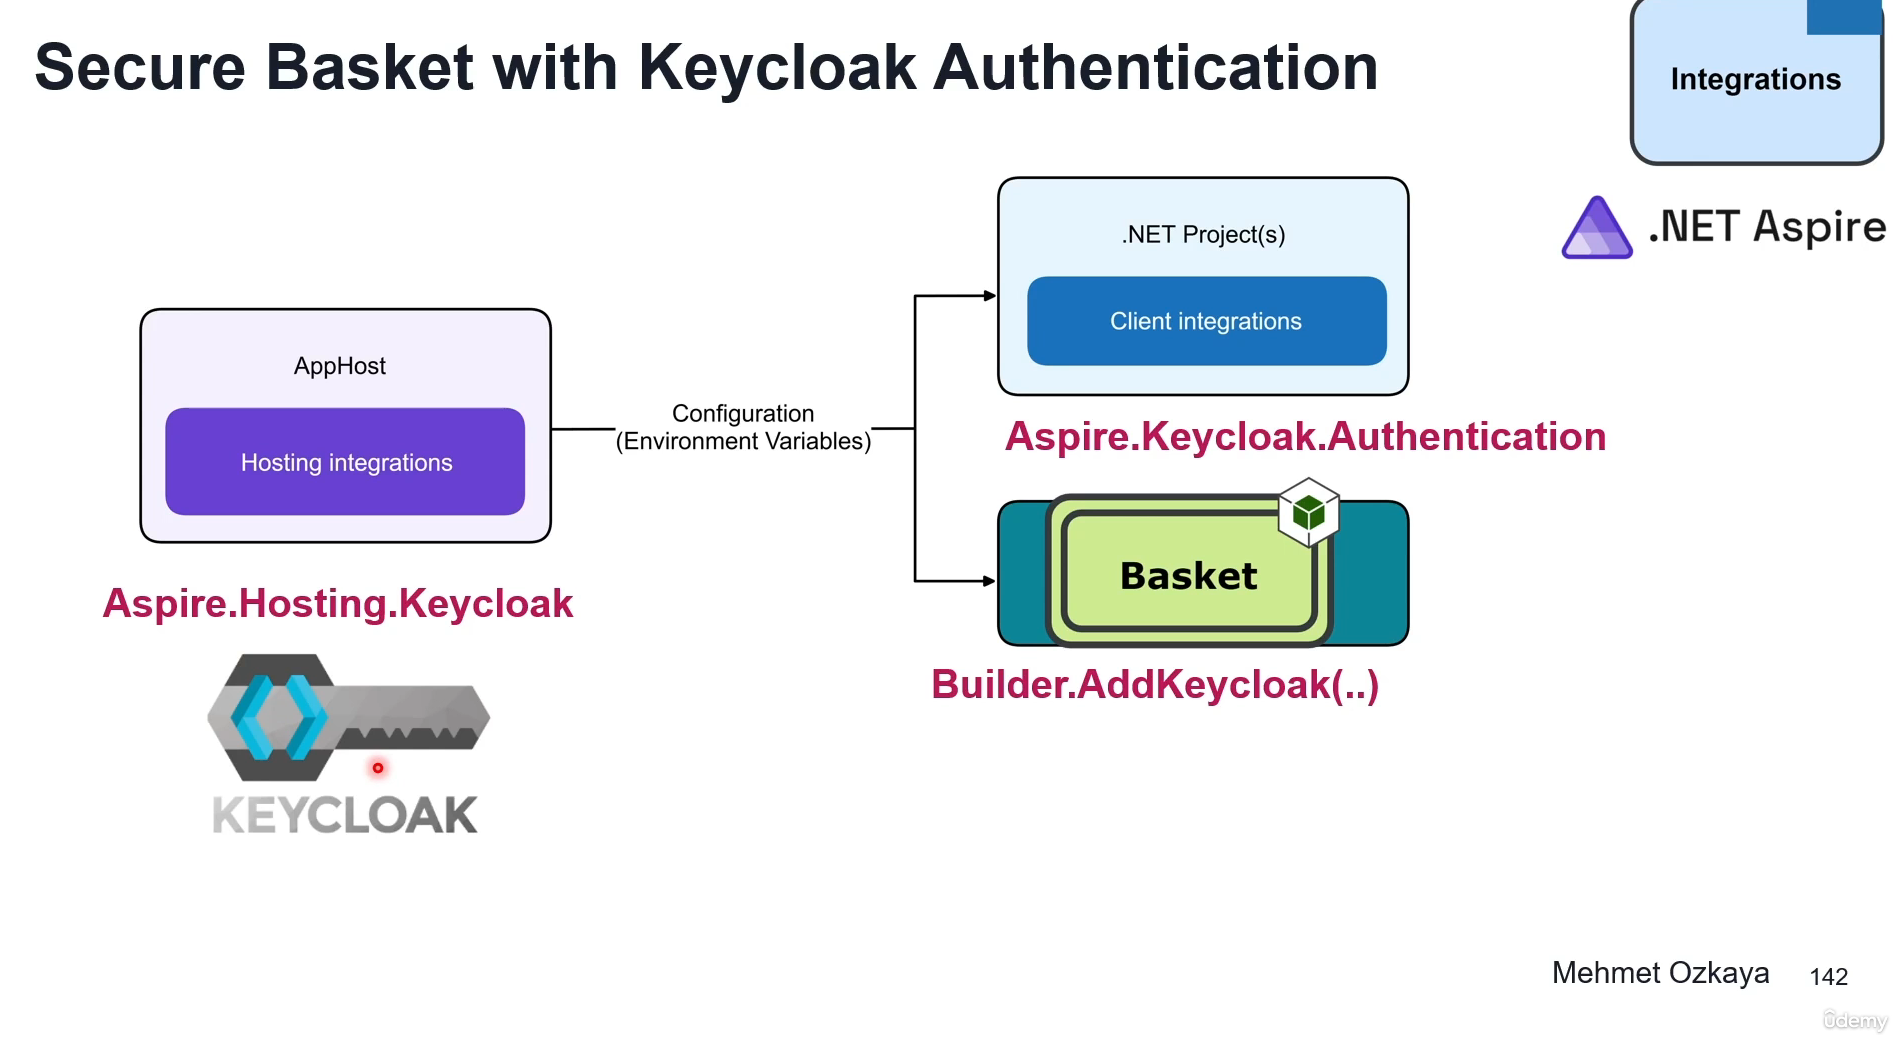 Secure Basket with Keycloak Authentication
Integrations
.NET Aspire
.NET Project(s)
Client integrations
AppHost
Hosting integrations
Configuration
(Environment Variables)
Aspire.Keycloak.Authentication
Basket
Aspire.Hosting.Keycloak
Builder.AddKeycloak(..)
KEYCLOAK
Mehmet Ozkaya
142
ûdemy